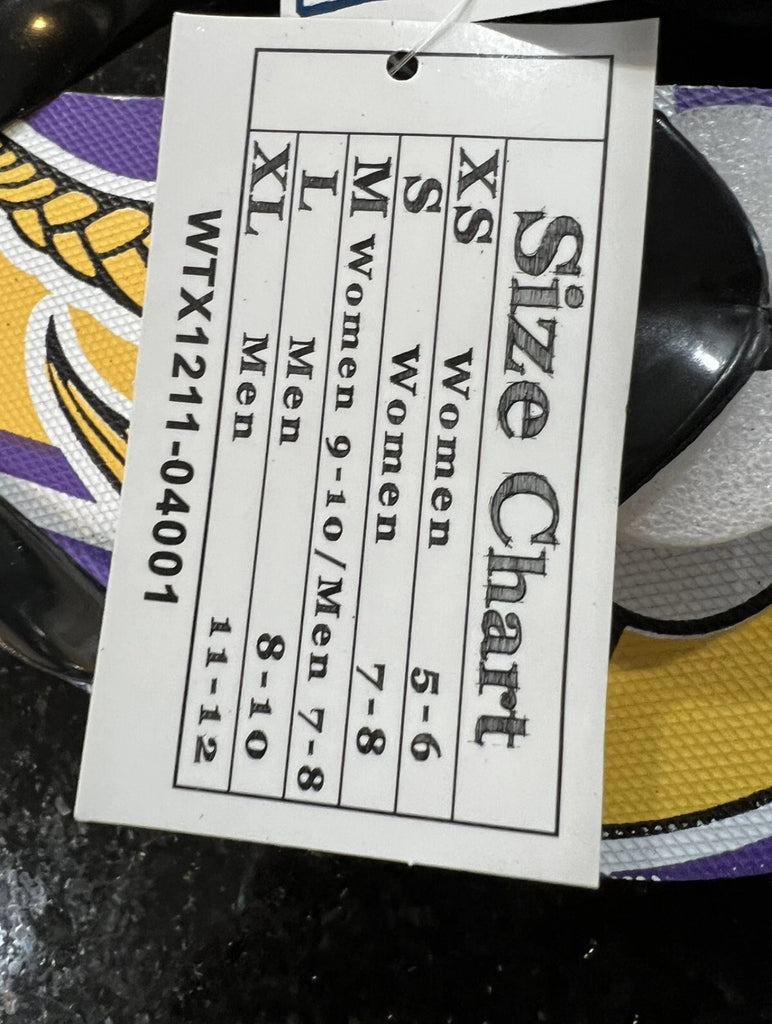 Size Chart
XS Women 5-6
S Women 7-8
M Women 9-10/Men 7-8
L Men 8-10
XL Men 11-12
WTX1211-04001